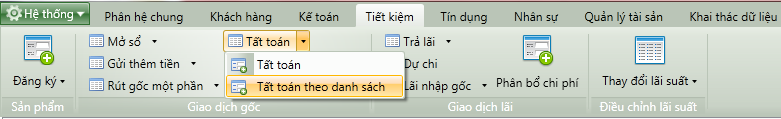 Hệ thống
Phân hệ chung Khách hàng Kế toán Tiết kiệm Tín dụng Nhân sự Quản lý tài sản Khai thác dữ liệu
Đăng ký
Sản phẩm
Mở sổ
Gửi thêm tiền
Rút gốc một phần
Tất toán
Tất toán
Tất toán theo danh sách
Giao dịch gốc
Trả lãi
Dự chi
Lãi nhập gốc
Phân bổ chi phí
Giao dịch lãi
Thay đổi lãi suất
Điều chỉnh lãi suất